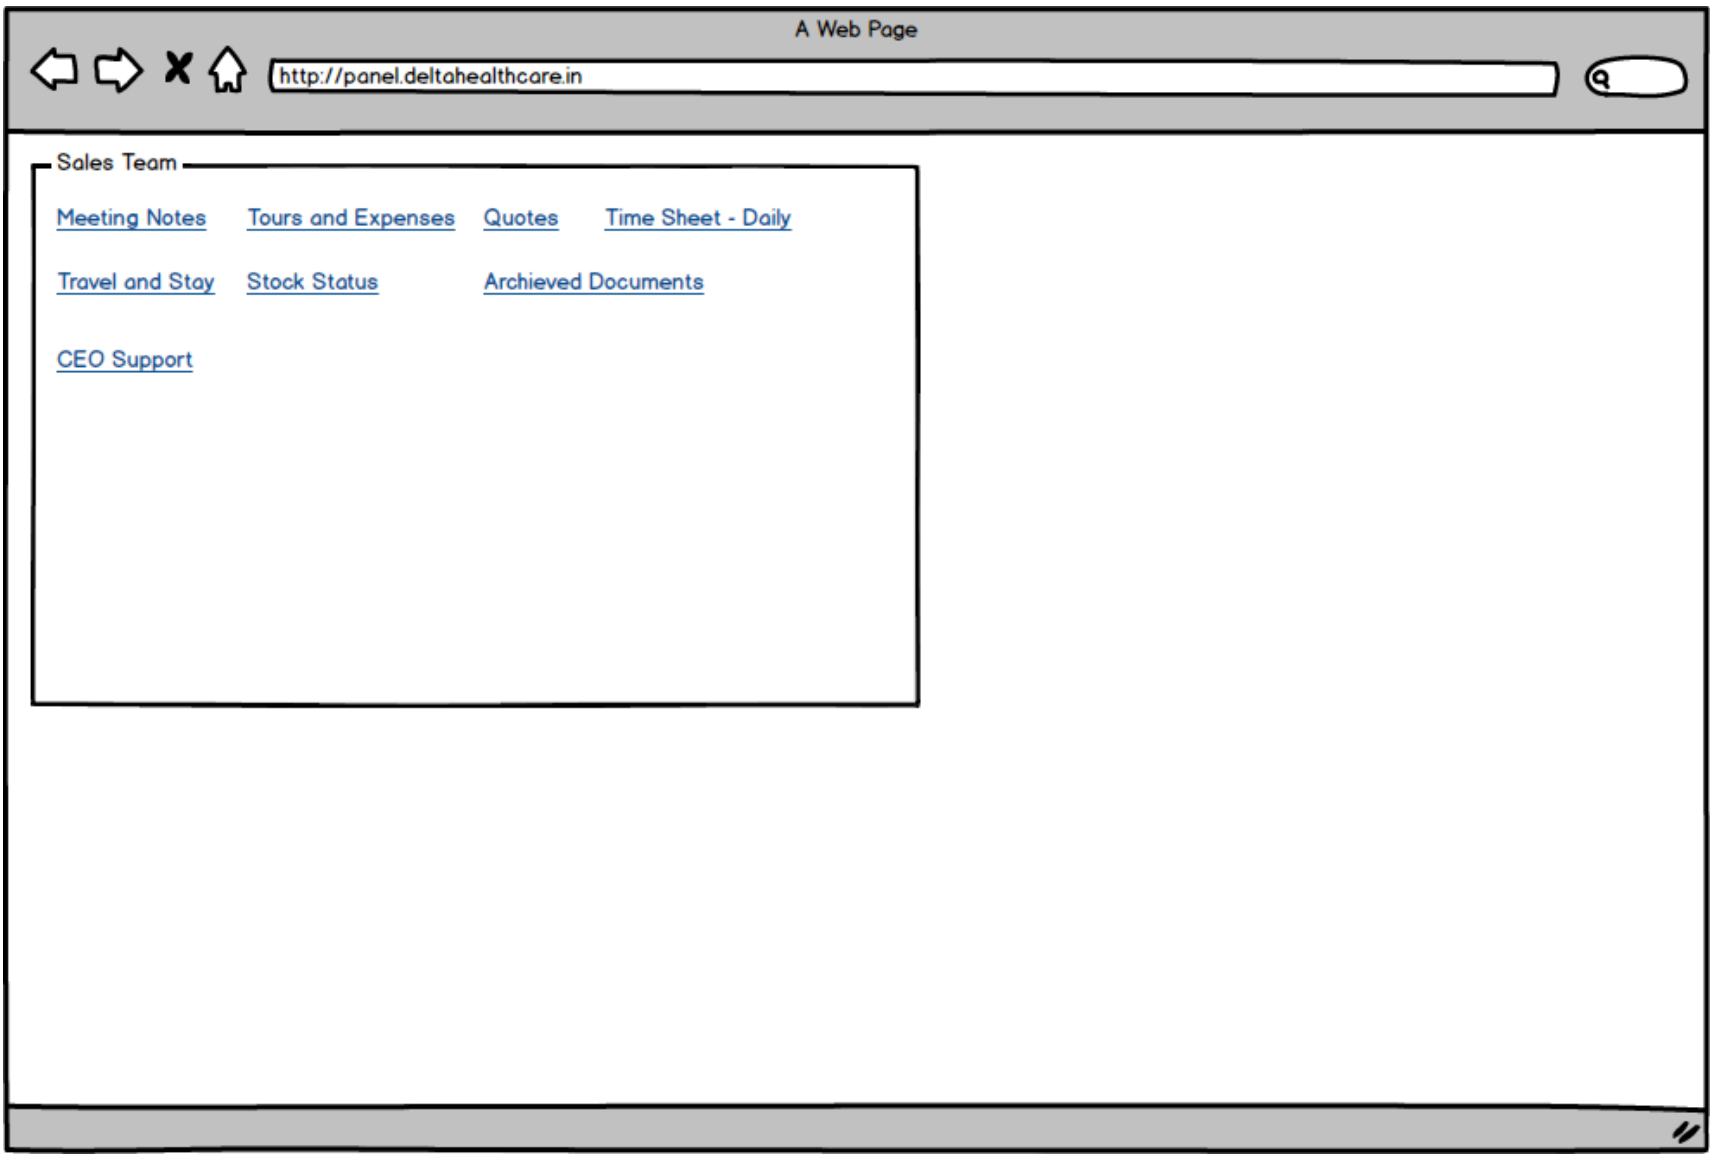 A Web Page
http://panel.deltahealthcare.in
Sales Team
Meeting Notes Tours and Expenses Quotes Time Sheet - Daily
Travel and Stay Stock Status Archieved Documents
CEO Support